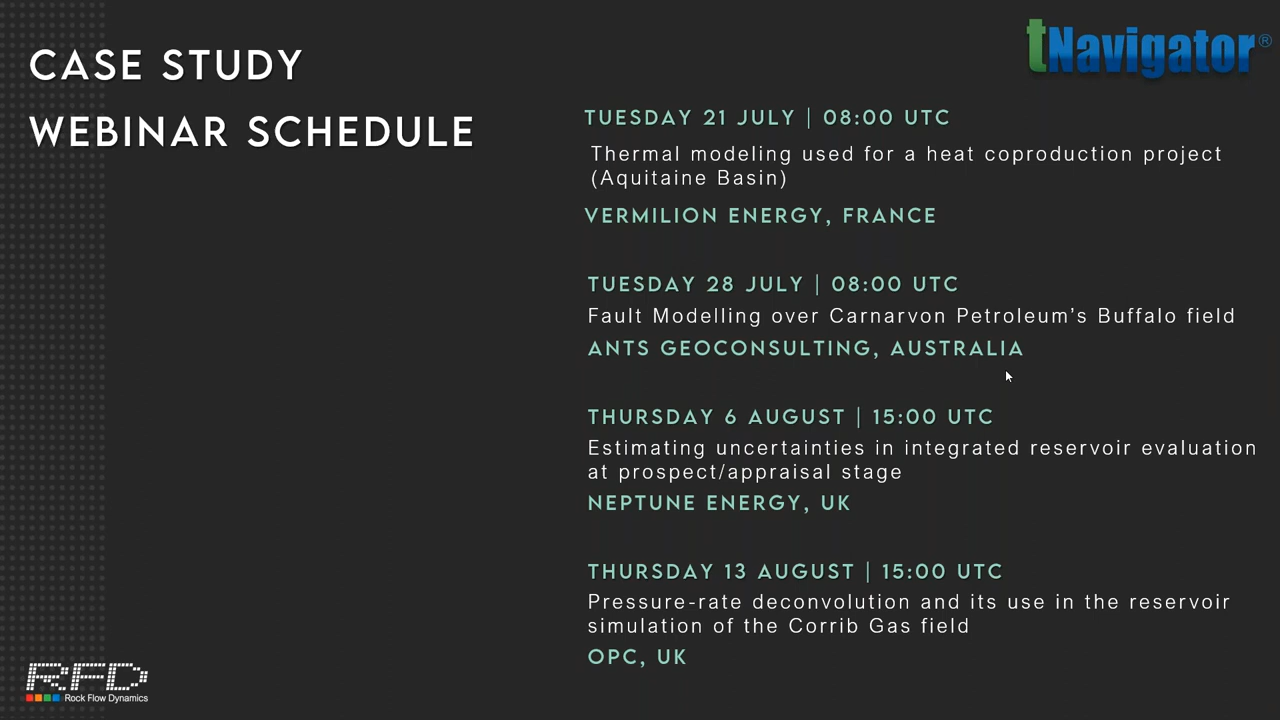 CASE STUDY
WEBINAR SCHEDULE
tNavigator®
TUESDAY 21 JULY | 08:00 UTC
Thermal modeling used for a heat coproduction project
(Aquitaine Basin)
VERMILION ENERGY, FRANCE
TUESDAY 28 JULY | 08:00 UTC
Fault Modelling over Carnarvon Petroleum’s Buffalo field
ANTS GEOCONSULTING, AUSTRALIA
THURSDAY 6 AUGUST | 15:00 UTC
Estimating uncertainties in integrated reservoir evaluation
at prospect/appraisal stage
NEPTUNE ENERGY, UK
THURSDAY 13 AUGUST | 15:00 UTC
Pressure-rate deconvolution and its use in the reservoir
simulation of the Corrib Gas field
OPC, UK
RFD
Rock Flow Dynamics